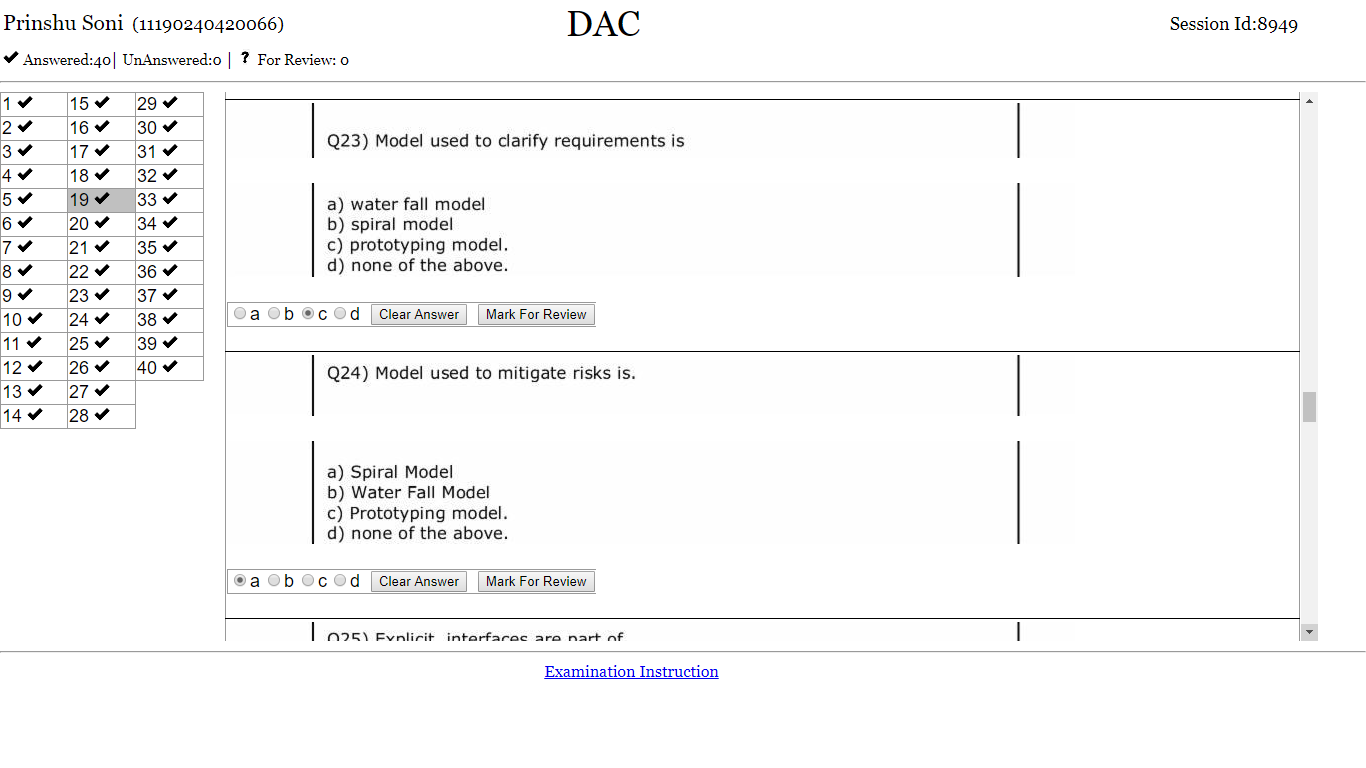 Prinshu Soni (11190240420066)
DAC
Session Id:8949
Answered:40| UnAnswered:0 | ? For Review: 0
1 15 29
2 16 30
3 17 31
4 18 32
5 19 33
6 20 34
7 21 35
8 22 36
9 23 37
10 24 38
11 25 39
12 26 40
13 27
14 28
Q23) Model used to clarify requirements is
a) water fall model
b) spiral model
c) prototyping model.
d) none of the above.
a b c d Clear Answer Mark For Review
Q24) Model used to mitigate risks is.
a) Spiral Model
b) Water Fall Model
c) Prototyping model.
d) none of the above.
a b c d Clear Answer Mark For Review
Q25) Explicit interfaces are part of
Examination Instruction